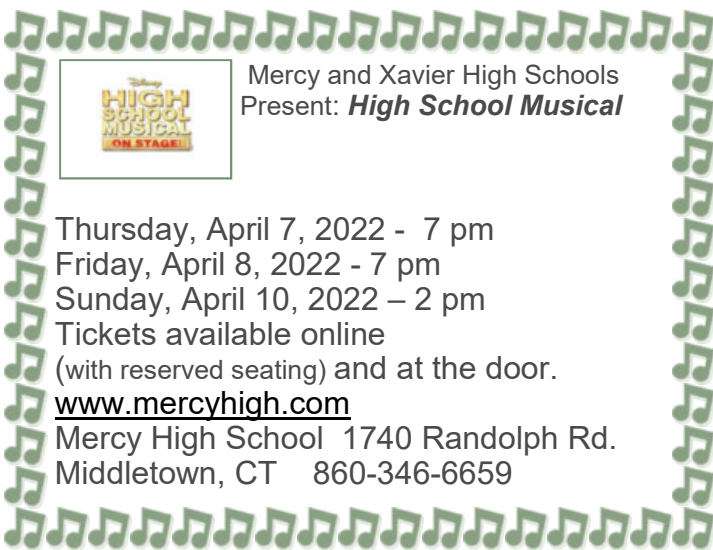 Disney
HIGH
SCHOOL
MUSICAL
ON STAGE!
Mercy and Xavier High Schools
Present: High School Musical
Thursday, April 7, 2022 - 7 pm
Friday, April 8, 2022 - 7 pm
Sunday, April 10, 2022 – 2 pm
Tickets available online
(with reserved seating) and at the door.
www.mercyhigh.com
Mercy High School 1740 Randolph Rd.
Middletown, CT 860-346-6659